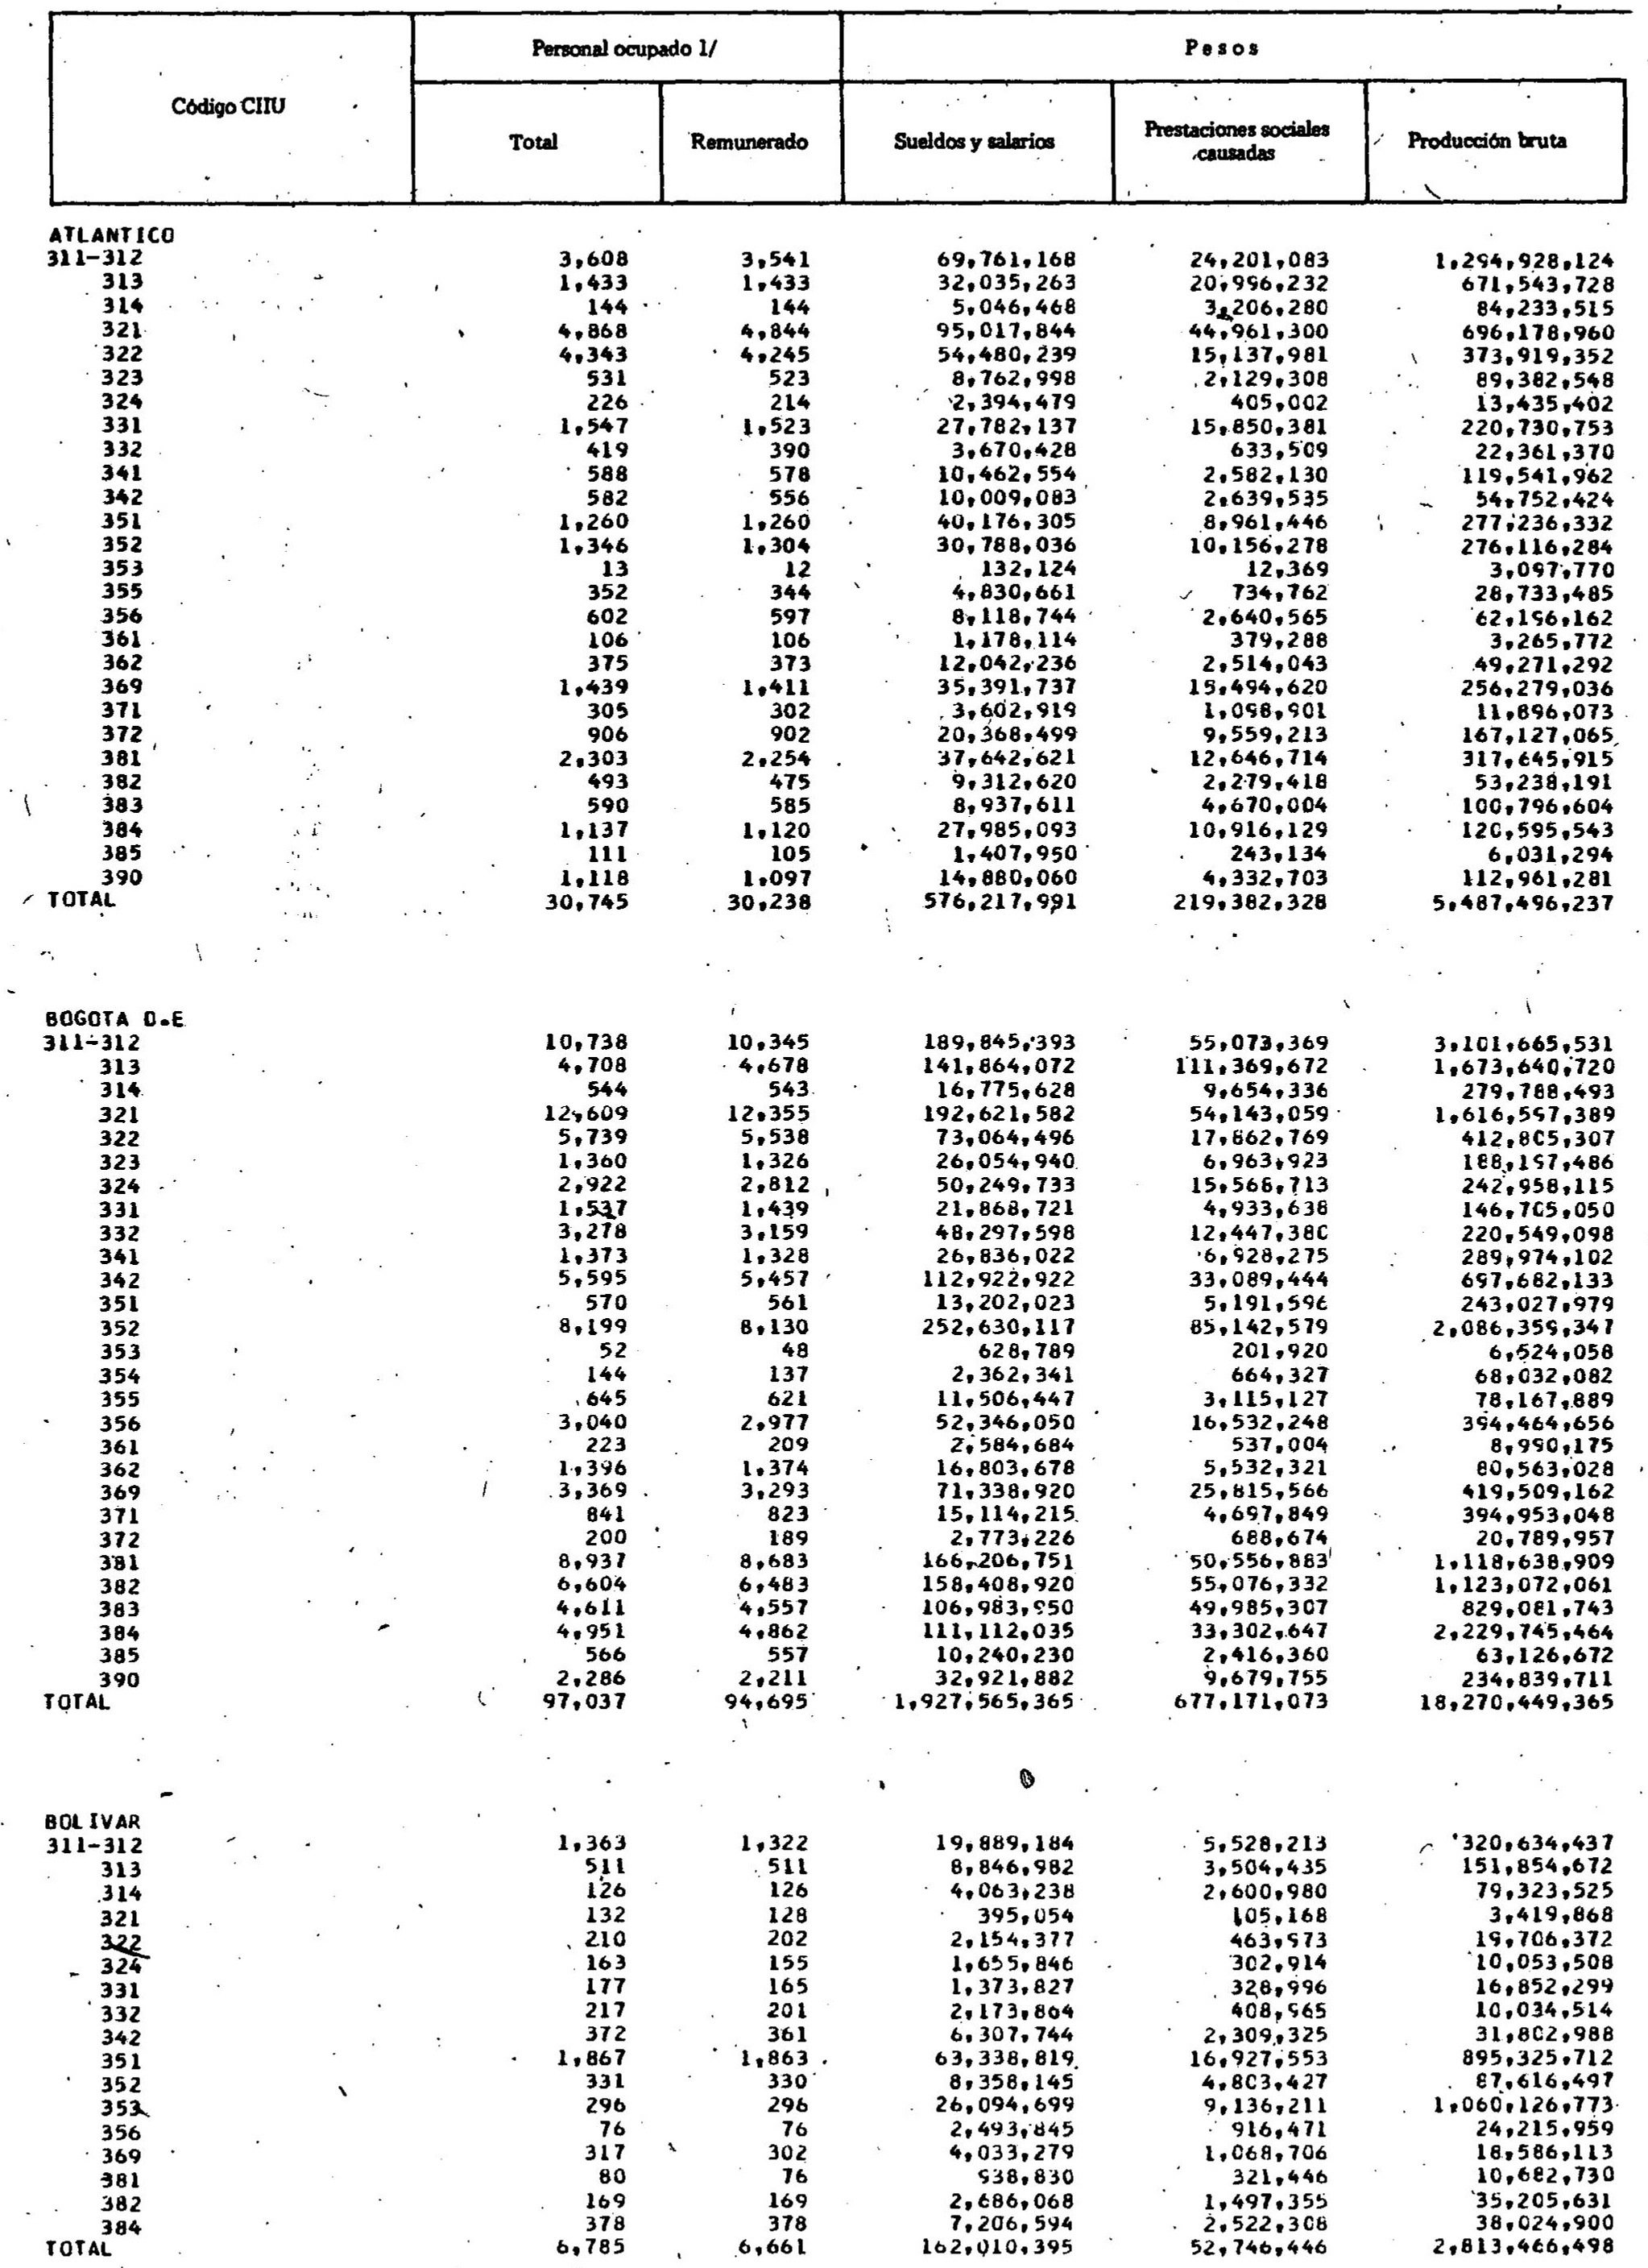 Código CIIU Personal ocupado 1/ Pesos
Total Remunerado Sueldos y salarios Prestaciones sociales causadas Producción bruta
ATLANTICO
311-312 3,608 3,541 69,761,168 24,201,083 1,294,928,124
313 1,433 1,433 32,035,263 20,996,232 671,543,728
314 144 144 5,046,468 3,206,280 84,233,515
321 4,868 4,844 95,017,844 44,961,300 696,178,960
322 4,343 4,245 54,480,239 15,137,981 373,919,352
323 531 523 8,762,998 2,129,308 89,382,548
324 226 214 2,394,479 405,002 13,435,402
331 1,547 1,523 27,782,137 15,850,381 220,730,753
332 419 390 3,670,428 633,509 22,361,370
341 588 578 10,462,554 2,582,130 119,541,962
342 582 556 10,009,083 2,639,535 54,752,424
351 1,260 1,260 40,176,305 8,961,446 277,236,332
352 1,346 1,304 30,788,036 10,156,278 276,116,284
353 13 12 132,124 12,369 3,097,770
355 352 344 4,830,661 734,762 28,733,485
356 602 597 8,118,744 2,640,565 62,156,162
361 106 106 1,178,114 379,288 3,265,772
362 375 373 12,042,236 2,514,043 49,271,292
369 1,439 1,411 35,391,737 15,494,620 256,279,036
371 305 302 3,602,919 1,098,901 11,896,073
372 906 902 20,368,499 9,559,213 167,127,065
381 2,303 2,254 37,642,621 12,646,714 317,645,915
382 493 475 9,312,620 2,279,418 53,238,191
383 590 585 8,937,611 4,670,004 100,796,604
384 1,137 1,120 27,985,093 10,916,129 120,595,543
385 111 105 1,407,950 243,134 6,031,294
390 1,118 1,097 14,880,060 4,332,703 112,961,281
TOTAL 30,745 30,238 576,217,991 219,382,328 5,487,496,237
BOGOTA D.E
311-312 10,738 10,345 189,845,393 55,073,369 3,101,665,531
313 4,708 4,678 141,864,072 111,369,672 1,673,640,720
314 544 543 16,775,628 9,654,336 279,788,493
321 12,609 12,355 192,621,582 54,143,059 1,616,557,389
322 5,739 5,538 73,064,496 17,862,769 412,805,307
323 1,360 1,326 26,054,940 6,963,923 188,157,486
324 2,922 2,812 50,249,733 15,568,713 242,958,115
331 1,537 1,439 21,868,721 4,933,638 146,705,050
332 3,278 3,159 48,297,598 12,447,380 220,549,098
341 1,373 1,328 26,836,022 6,928,275 289,974,102
342 5,595 5,457 112,922,922 33,089,444 697,682,133
351 570 561 13,202,023 5,191,596 243,027,979
352 8,199 8,130 252,630,117 85,142,579 2,086,359,347
353 52 48 628,789 201,920 6,524,058
354 144 137 2,362,341 664,327 68,032,082
355 645 621 11,506,447 3,115,127 78,167,889
356 3,040 2,977 52,346,050 16,532,248 394,464,656
361 223 209 2,584,684 537,004 8,990,175
362 1,396 1,374 16,803,678 5,532,321 80,563,028
369 3,369 3,293 71,338,920 25,815,566 419,509,162
371 841 823 15,114,215 4,697,849 394,953,048
372 200 189 2,773,226 688,674 20,789,957
381 8,937 8,683 166,206,751 50,556,883 1,118,638,909
382 6,604 6,483 158,408,920 55,076,332 1,123,072,061
383 4,611 4,557 106,983,950 49,985,307 829,081,743
384 4,951 4,862 111,112,035 33,302,647 2,229,745,464
385 566 557 10,240,230 2,416,360 63,126,672
390 2,286 2,211 32,921,882 9,679,755 234,839,711
TOTAL 97,037 94,695 1,927,565,365 677,171,073 18,270,449,365
BOLIVAR
311-312 1,363 1,322 19,889,184 5,528,213 320,634,437
313 511 511 8,846,982 3,504,435 151,854,672
314 126 126 4,063,238 2,600,980 79,323,525
321 132 128 395,054 105,168 3,419,868
322 210 202 2,154,377 463,973 19,706,372
324 163 155 1,655,846 302,914 10,053,508
331 177 165 1,373,827 328,996 16,852,299
332 217 201 2,173,864 408,965 10,034,514
342 372 361 6,307,744 2,309,325 31,802,988
351 1,867 1,863 63,338,819 16,927,553 895,325,712
352 331 330 8,358,145 4,803,427 87,616,497
353 296 296 26,094,699 9,136,211 1,060,126,773
356 76 76 2,493,845 916,471 24,215,959
369 317 302 4,033,279 1,068,706 18,586,113
381 80 76 938,830 321,446 10,682,730
382 169 169 2,686,068 1,497,355 35,205,631
384 378 378 7,206,594 2,522,308 38,024,900
TOTAL 6,785 6,661 162,010,395 52,746,446 2,813,466,498